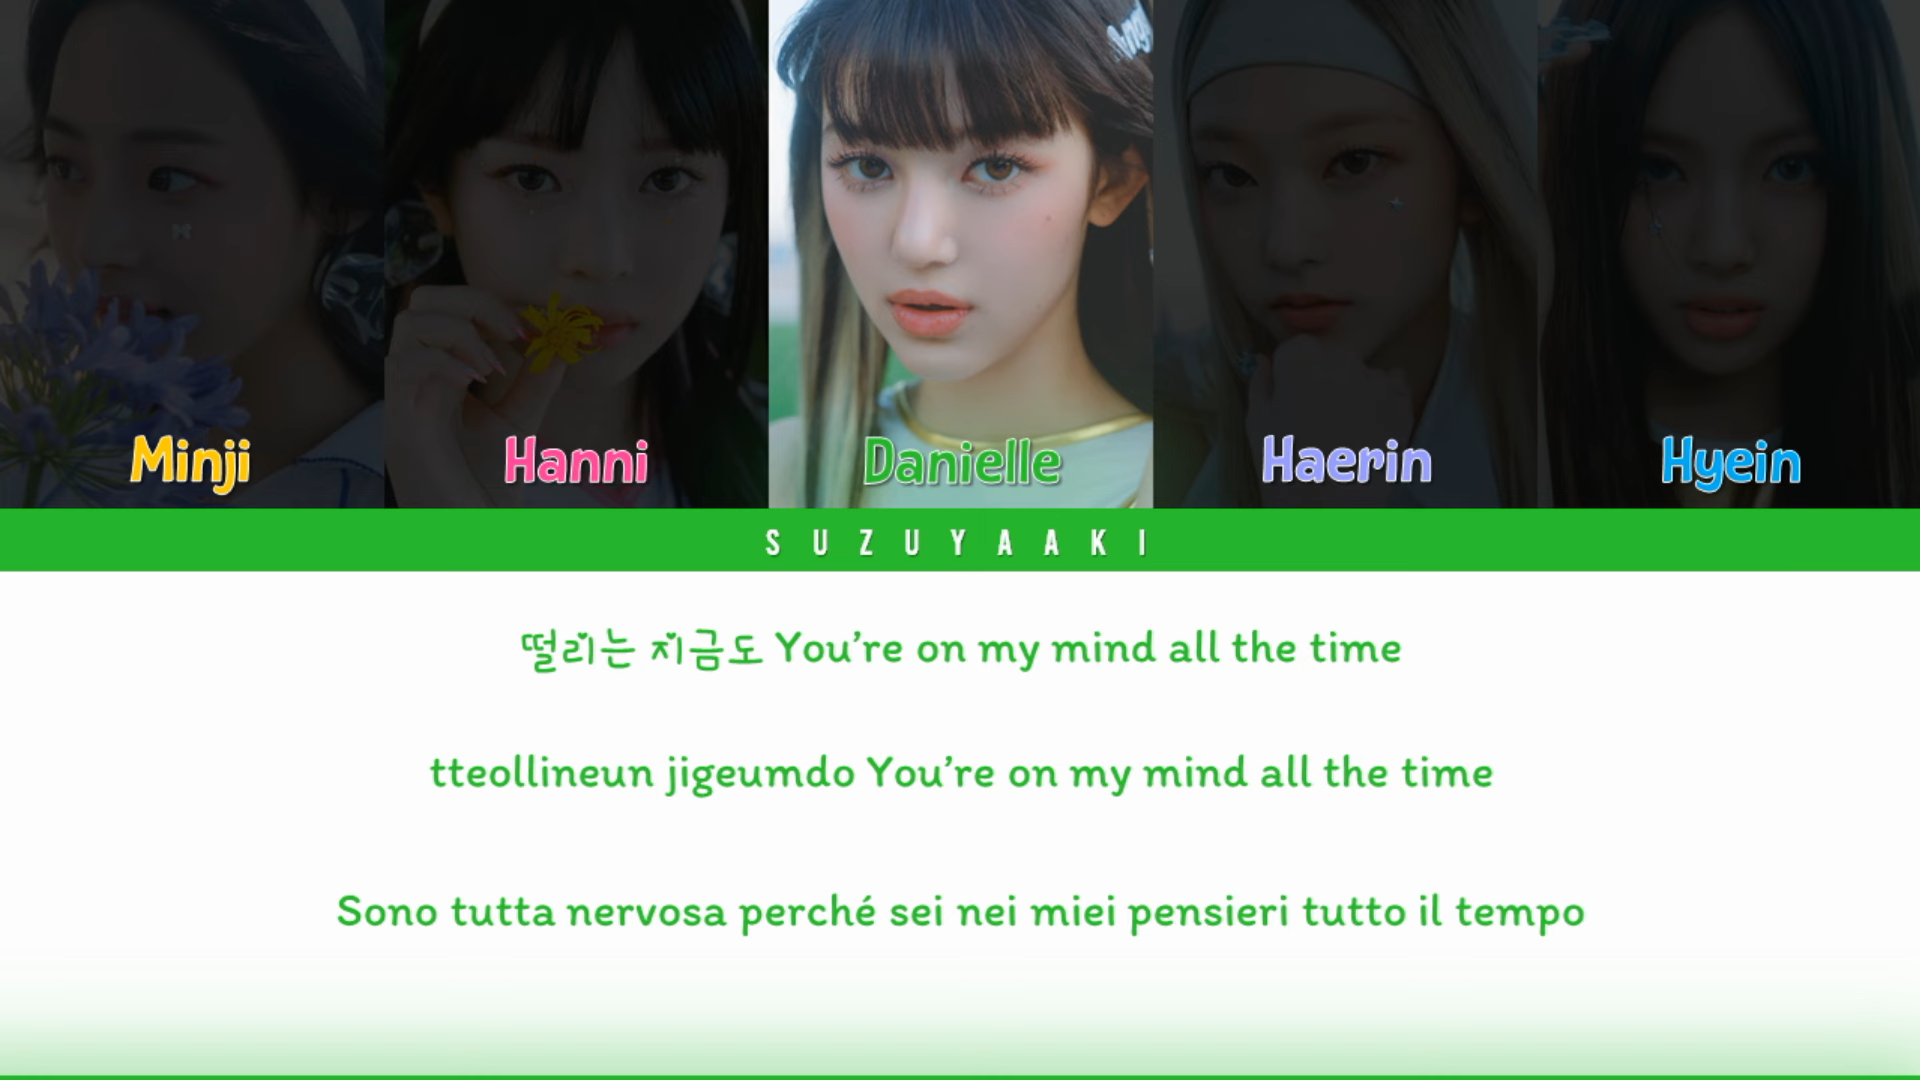 Minji
Hanni
Danielle
Haerin
Hyein
SUZUYAAKI
떨리는 지금도 You're on my mind all the time
tteollineun jigeumdo You're on my mind all the time
Sono tutta nervosa perché sei nei miei pensieri tutto il tempo